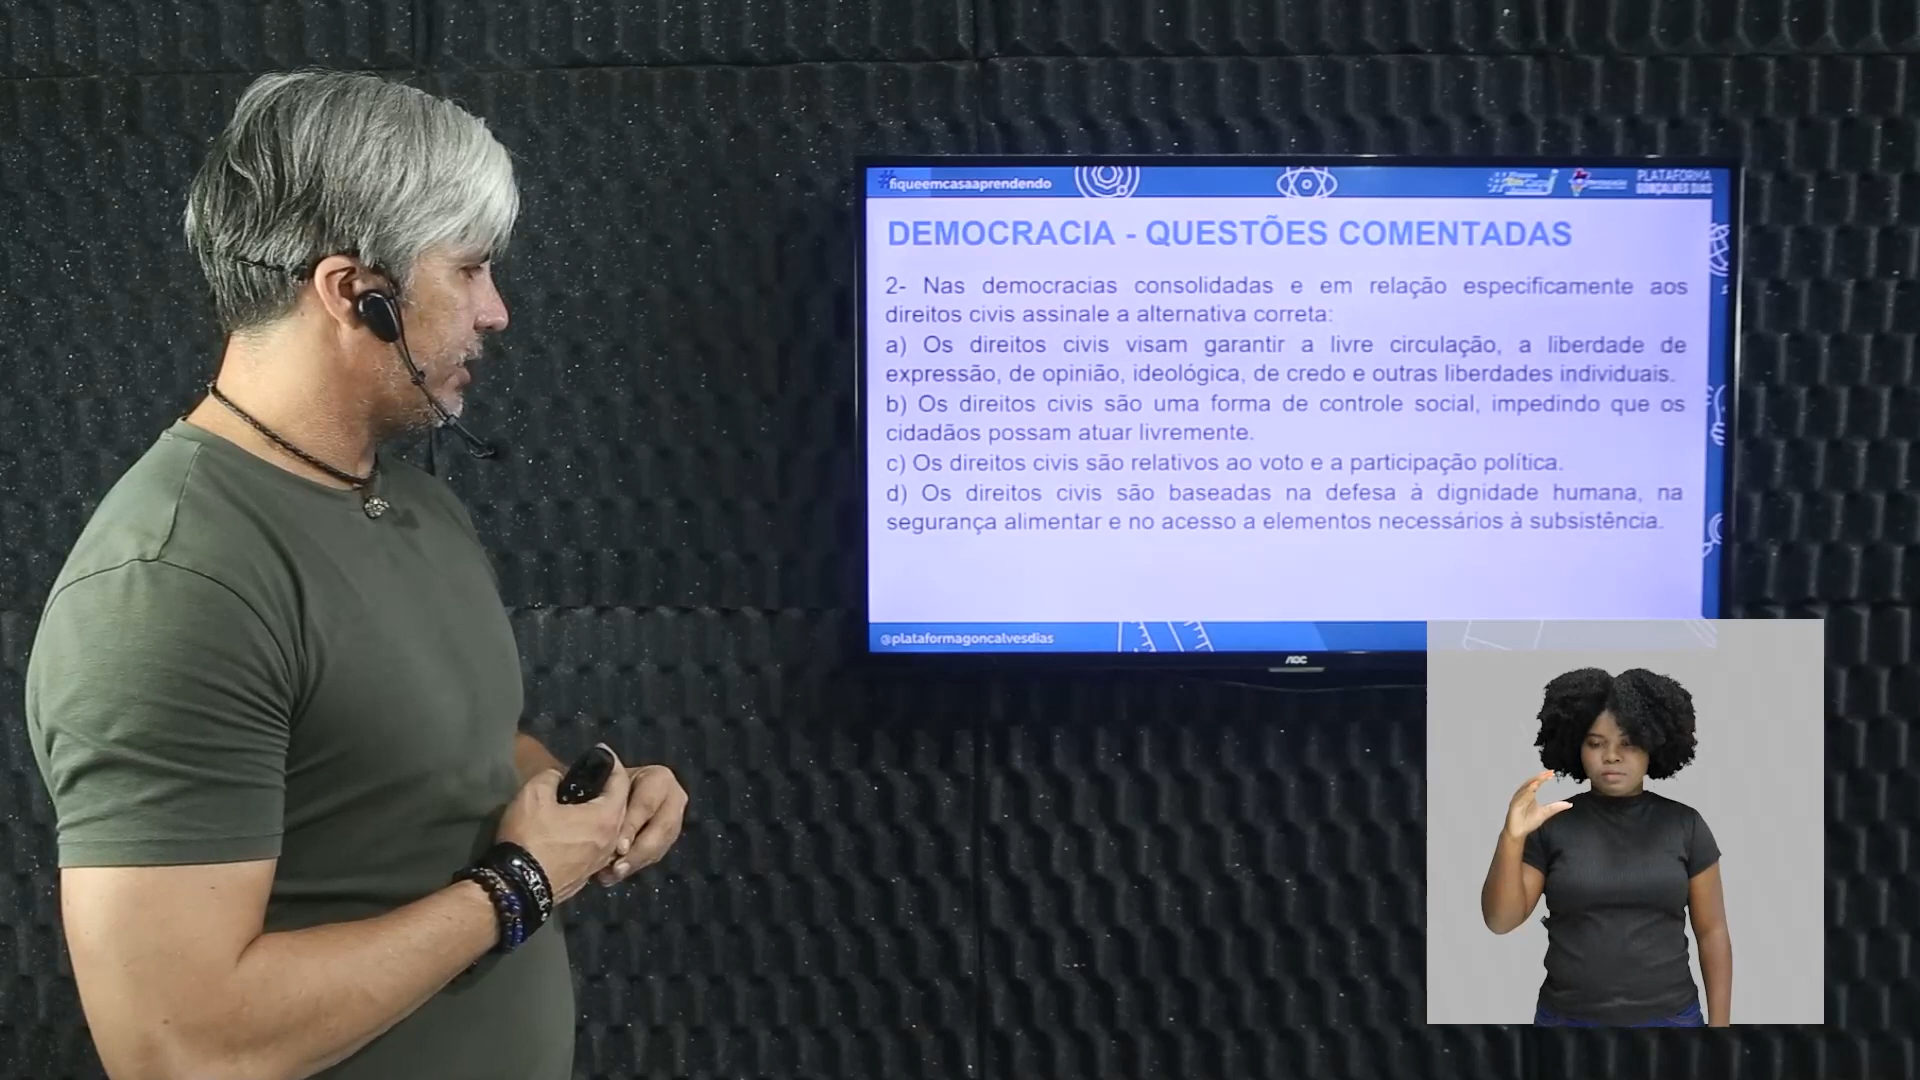 #fiqueemcasaaprendendo
PLATAFORMA
GONÇALVES DIAS
DEMOCRACIA - QUESTÕES COMENTADAS
2- Nas democracias consolidadas e em relação especificamente aos
direitos civis assinale a alternativa correta:
a) Os direitos civis visam garantir a livre circulação, a liberdade de
expressão, de opinião, ideológica, de credo e outras liberdades individuais.
b) Os direitos civis são uma forma de controle social, impedindo que os
cidadãos possam atuar livremente.
c) Os direitos civis são relativos ao voto e a participação política.
d) Os direitos civis são baseadas na defesa à dignidade humana, na
segurança alimentar e no acesso a elementos necessários à subsistência.
@plataformagoncalvesdias
AOC